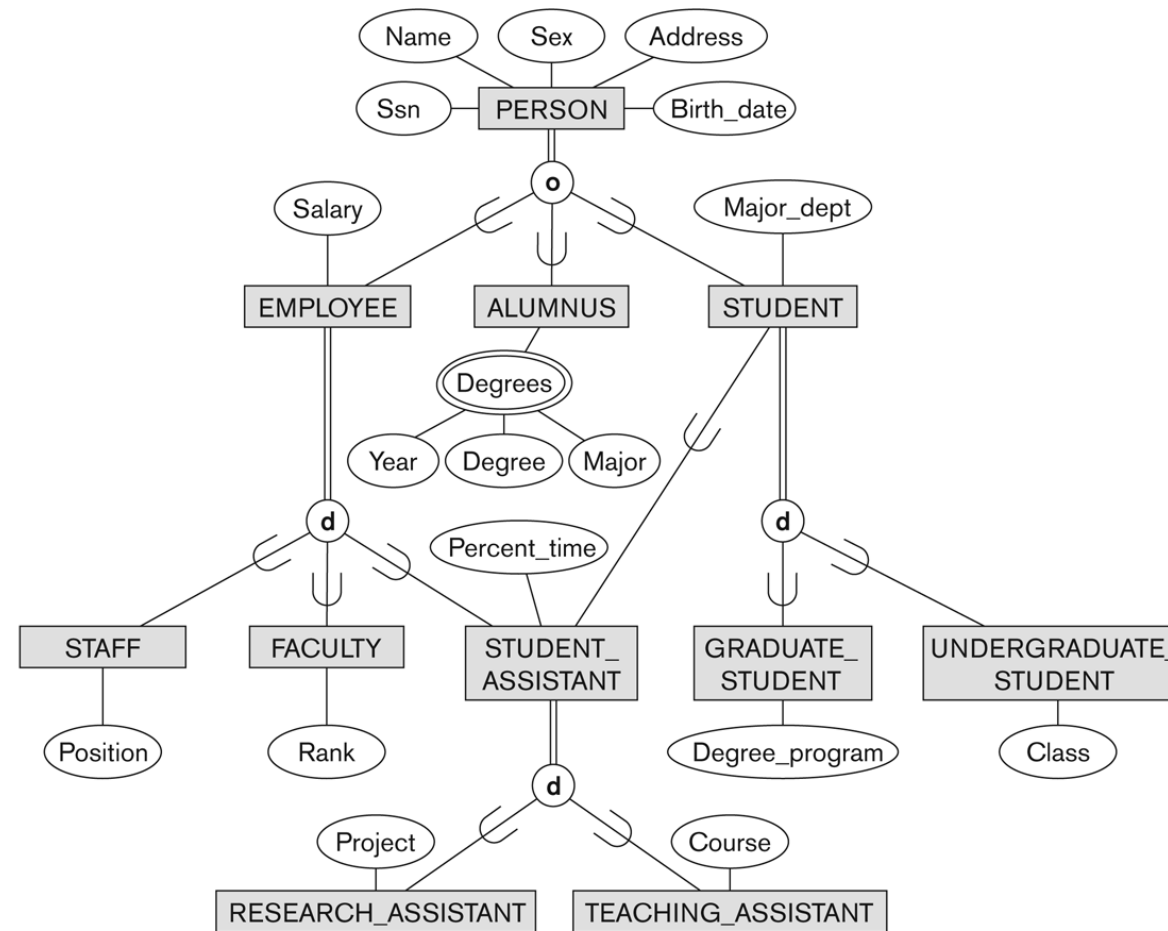 Name
Sex
Address
Ssn
PERSON
Birth_date
o
Salary
Major_dept
EMPLOYEE
ALUMNUS
STUDENT
Degrees
Year
Degree
Major
d
d
Percent_time
STAFF
FACULTY
STUDENT_
ASSISTANT
GRADUATE_
STUDENT
UNDERGRADUATE_
STUDENT
Position
Rank
Degree_program
Class
d
Project
Course
RESEARCH_ASSISTANT
TEACHING_ASSISTANT